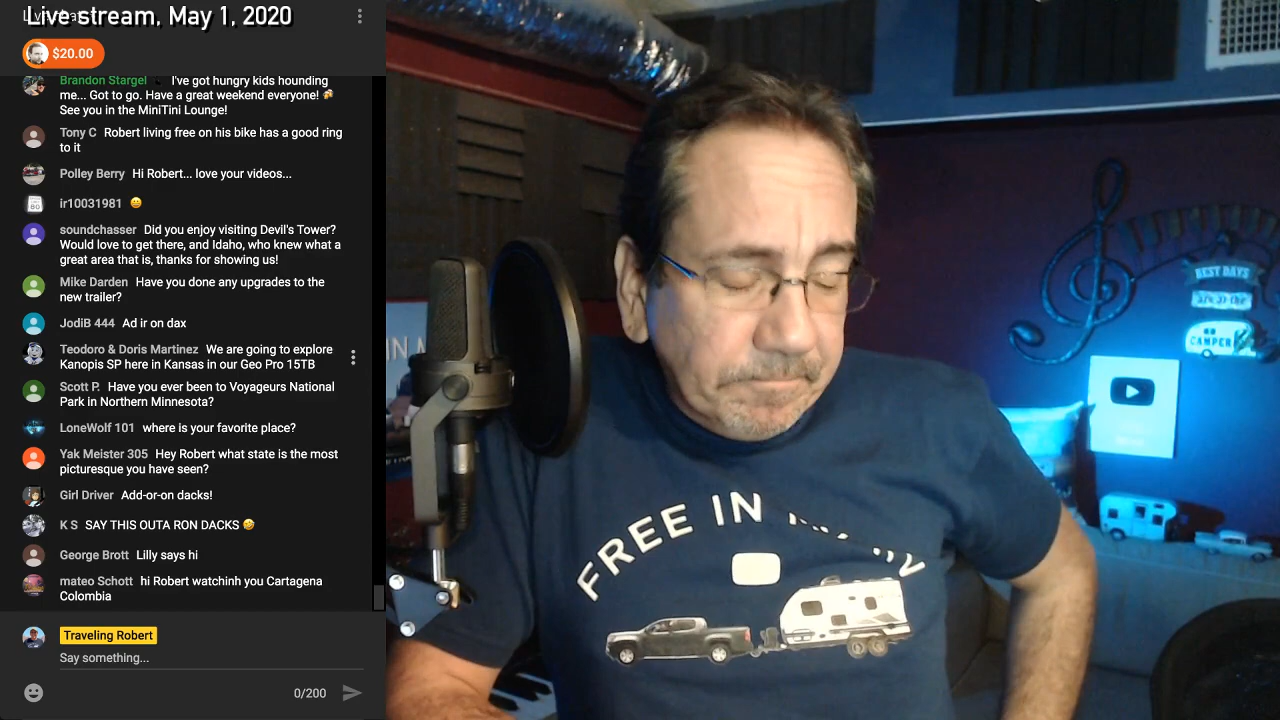 Live stream, May 1, 2020
$20.00
Brandon Stargel I've got hungry kids hounding
me... Got to go. Have a great weekend everyone! 🍻
See you in the MiniTini Lounge!
Tony C Robert living free on his bike has a good ring
to it
Polley Berry Hi Robert... love your videos...
ir10031981 😀
soundchasser Did you enjoy visiting Devil's Tower?
Would love to get there, and Idaho, who knew what a
great area that is, thanks for showing us!
Mike Darden Have you done any upgrades to the
new trailer?
JodiB 444 Ad ir on dax
Teodoro & Doris Martinez We are going to explore
Kanopis SP here in Kansas in our Geo Pro 15TB
Scott P. Have you ever been to Voyageurs National
Park in Northern Minnesota?
LoneWolf 101 where is your favorite place?
Yak Meister 305 Hey Robert what state is the most
picturesque you have seen?
Girl Driver Add-or-on dacks!
K S SAY THIS OUTA RON DACKS 🤣
George Brott Lilly says hi
mateo Schott hi Robert watchinh you Cartagena
Colombia
Traveling Robert
Say something...
0/200
BEST DAYS
are at the
CAMPER
FREE IN